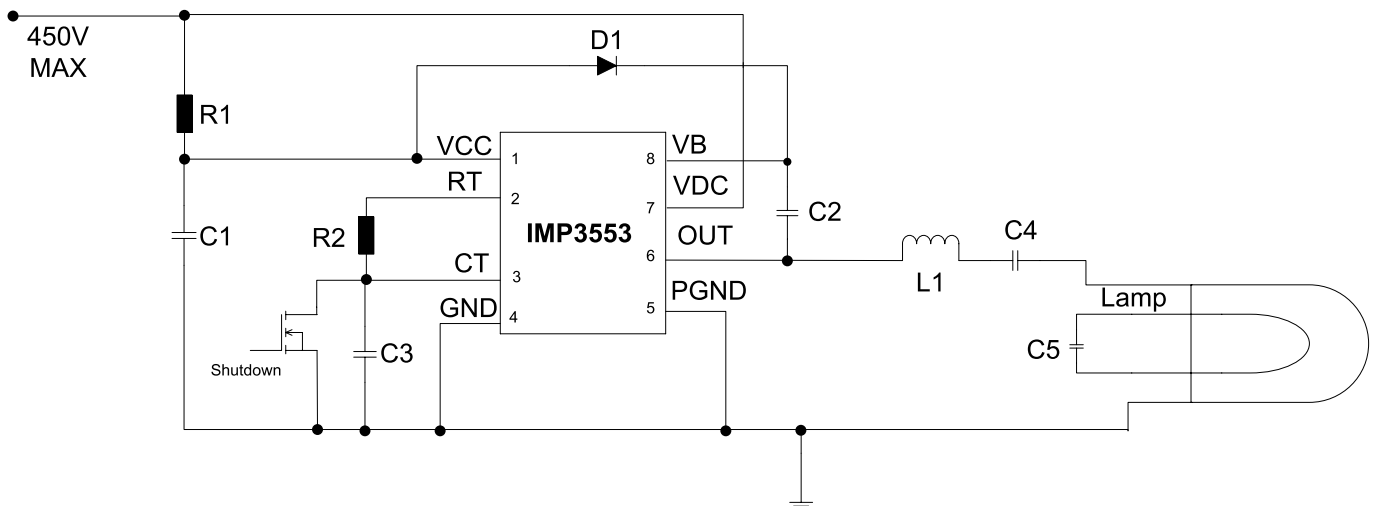 450V
MAX
D1
R1
VCC
1
8
VB
RT
2
VDC
7
C1
R2
IMP3553
C2
OUT
6
C4
CT
3
L1
GND
4
PGND
5
Lamp
C3
C5
Shutdown